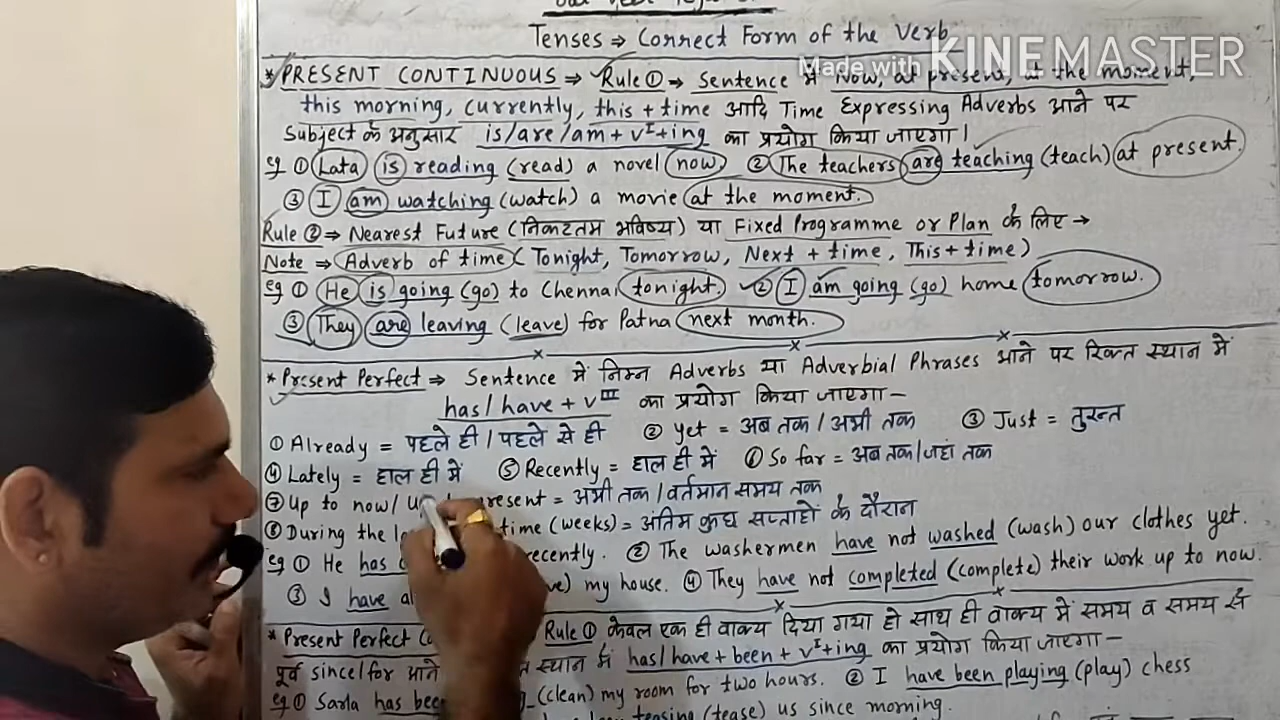 Tenses ⇒ Correct Form of the Verb
Made with KINEMASTER
* PRESENT CONTINUOUS ⇒ Rule ① → Sentence में Now, at present, at the moment,
this morning, currently, this + time आदि Time Expressing Adverbs आने पर
Subject के अनुसार is/are/am + vᴵ+ing का प्रयोग किया जाएगा।
eg ① Lata is reading (read) a novel now ② The teachers are teaching (teach) at present.
③ I am watching (watch) a movie at the moment.
Rule ② ⇒ Nearest Future (निकटतम भविष्य) या Fixed Programme or Plan के लिए →
Note ⇒ Adverb of time (Tonight, Tomorrow, Next + time, This + time)
eg ① He is going (go) to Chennai tonight. ② I am going (go) home tomorrow.
③ They are leaving (leave) for Patna next month.
* Present Perfect ⇒ Sentence में निम्न Adverbs या Adverbial Phrases आने पर रिक्त स्थान में
has/have + vᴵᴵᴵ का प्रयोग किया जाएगा—
① Already = पहले ही / पहले से ही ② Yet = अब तक / अभी तक ③ Just = तुरन्त
④ Lately = हाल ही में ⑤ Recently = हाल ही में ⑥ So far = अब तक/जहां तक
⑦ Up to now/ present = अभी तक / वर्तमान समय तक
⑧ During the time (weeks) = अंतिम कुछ सप्ताहों के दौरान
eg ① He has recently. ② The washermen have not washed (wash) our clothes yet.
③ I have my house. ④ They have not completed (complete) their work up to now.
* Present Perfect Rule ① केवल एक ही वाक्य दिया गया हो साथ ही वाक्य में समय व समय से
पूर्व since/for आने स्थान में has/have + been + vᴵ+ing का प्रयोग किया जाएगा—
eg ① Sarla has been (clean) my room for two hours. ② I have been playing (play) chess
(tease) us since morning.